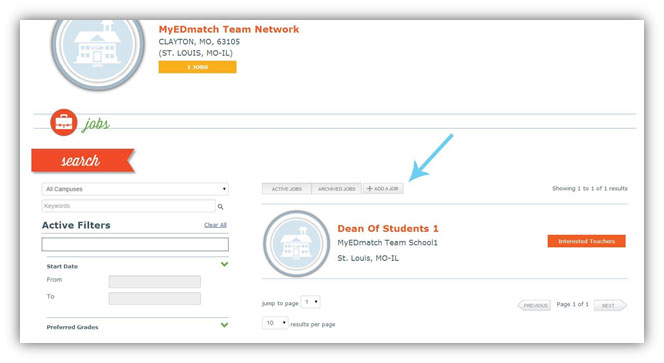 MyEDmatch Team Network
CLAYTON, MO, 63105
(ST. LOUIS, MO-IL)
1 JOBS
jobs
search
All Campuses
Keywords
Active Filters
Clear All
Start Date
From
To
Preferred Grades
ACTIVE JOBS
ARCHIVED JOBS
+ ADD A JOB
Showing 1 to 1 of 1 results
Dean Of Students 1
MyEDmatch Team School1
St. Louis, MO-IL
Interested Teachers
jump to page 1
PREVIOUS
Page 1 of 1
NEXT
10 results per page